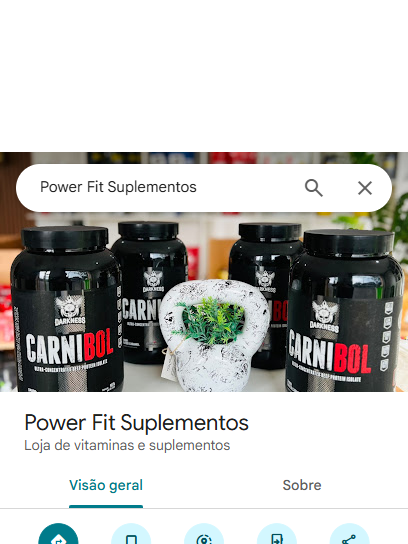 Power Fit Suplementos
DARKNESS
CARNIBOL
ULTRA-CONCENTRATED BEEF PROTEIN ISOLATE
DARKNESS
CARNI
DARKNESS
CARNIBOL
DARKNESS
CARNIBOL
ULTRA-CONCENTRATED BEEF PROTEIN ISOLATE
Power Fit Suplementos
Loja de vitaminas e suplementos
Visão geral
Sobre